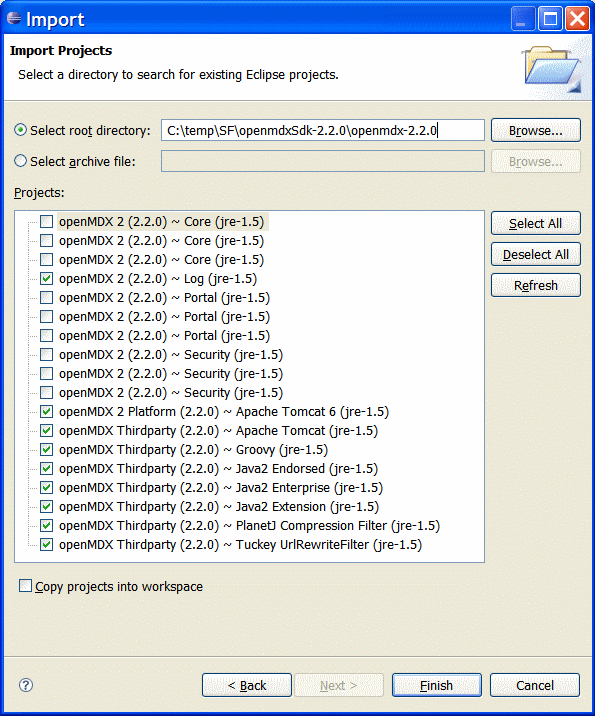 Import
Import Projects
Select a directory to search for existing Eclipse projects.
Select root directory: C:\temp\SF\openmdxSdk-2.2.0\openmdx-2.2.0 Browse...
Select archive file: Browse...
Projects:
openMDX 2 (2.2.0) ~ Core (jre-1.5)
openMDX 2 (2.2.0) ~ Core (jre-1.5)
openMDX 2 (2.2.0) ~ Core (jre-1.5)
openMDX 2 (2.2.0) ~ Log (jre-1.5)
openMDX 2 (2.2.0) ~ Portal (jre-1.5)
openMDX 2 (2.2.0) ~ Portal (jre-1.5)
openMDX 2 (2.2.0) ~ Portal (jre-1.5)
openMDX 2 (2.2.0) ~ Security (jre-1.5)
openMDX 2 (2.2.0) ~ Security (jre-1.5)
openMDX 2 (2.2.0) ~ Security (jre-1.5)
openMDX 2 Platform (2.2.0) ~ Apache Tomcat 6 (jre-1.5)
openMDX Thirdparty (2.2.0) ~ Apache Tomcat (jre-1.5)
openMDX Thirdparty (2.2.0) ~ Groovy (jre-1.5)
openMDX Thirdparty (2.2.0) ~ Java2 Endorsed (jre-1.5)
openMDX Thirdparty (2.2.0) ~ Java2 Enterprise (jre-1.5)
openMDX Thirdparty (2.2.0) ~ Java2 Extension (jre-1.5)
openMDX Thirdparty (2.2.0) ~ PlanetJ Compression Filter (jre-1.5)
openMDX Thirdparty (2.2.0) ~ Tuckey UrlRewriteFilter (jre-1.5)
Select All
Deselect All
Refresh
Copy projects into workspace
? < Back Next > Finish Cancel